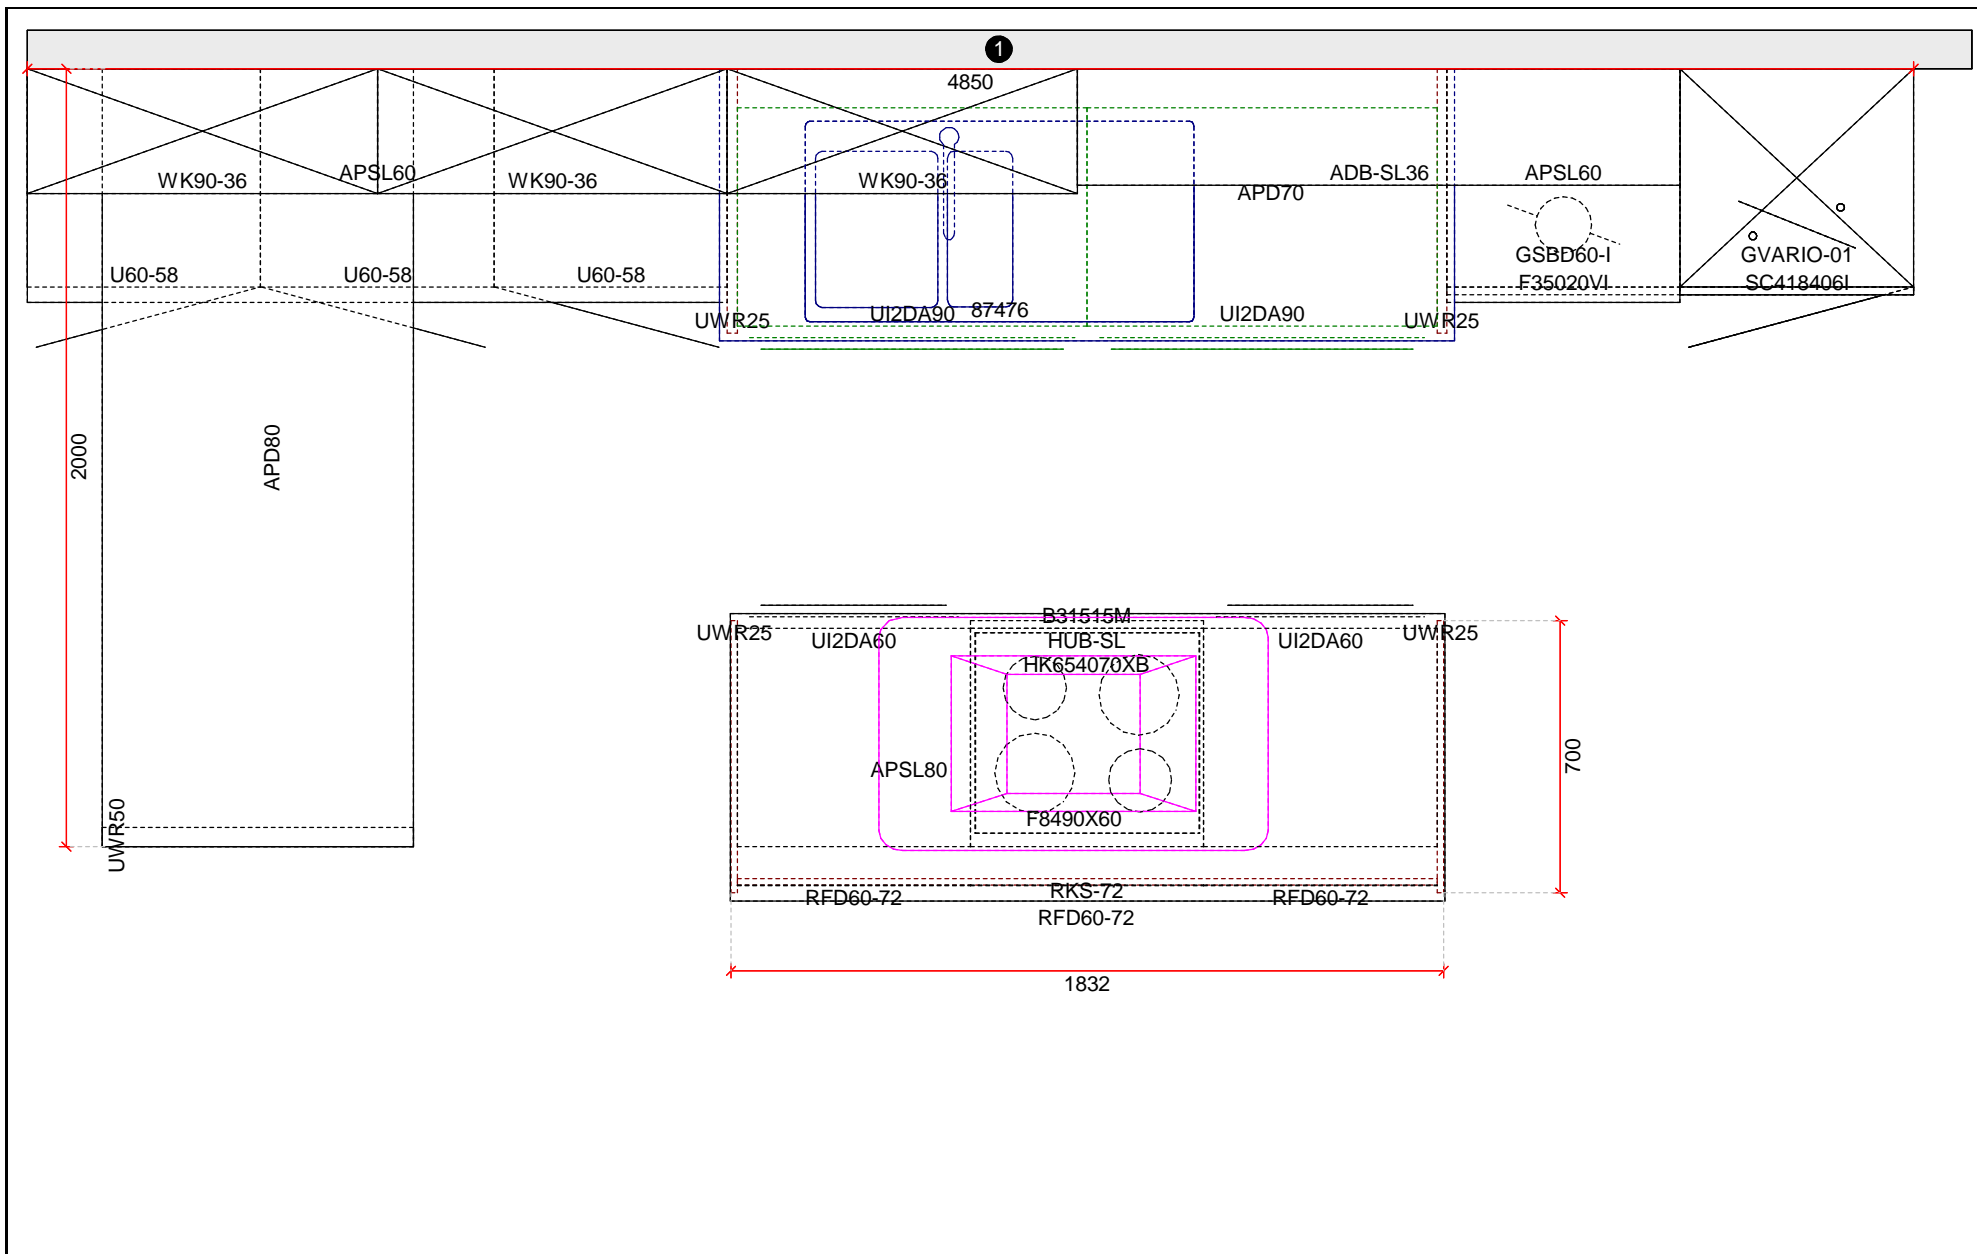 1
4850
WK90-36
APSL60
WK90-36
WK90-36
ADB-SL36
APSL60
APD70
U60-58
U60-58
U60-58
GSBD60-I
GVARIO-01
F35020VI
SC418406I
UWR25
UI2DA90
87476
UI2DA90
UWR25
2000
APD80
UWR50
B31515M
UWR25
UI2DA60
HUB-SL
UI2DA60
UWR25
HK654070XB
APSL80
700
F8490X60
RFD60-72
RKS-72
RFD60-72
RFD60-72
1832